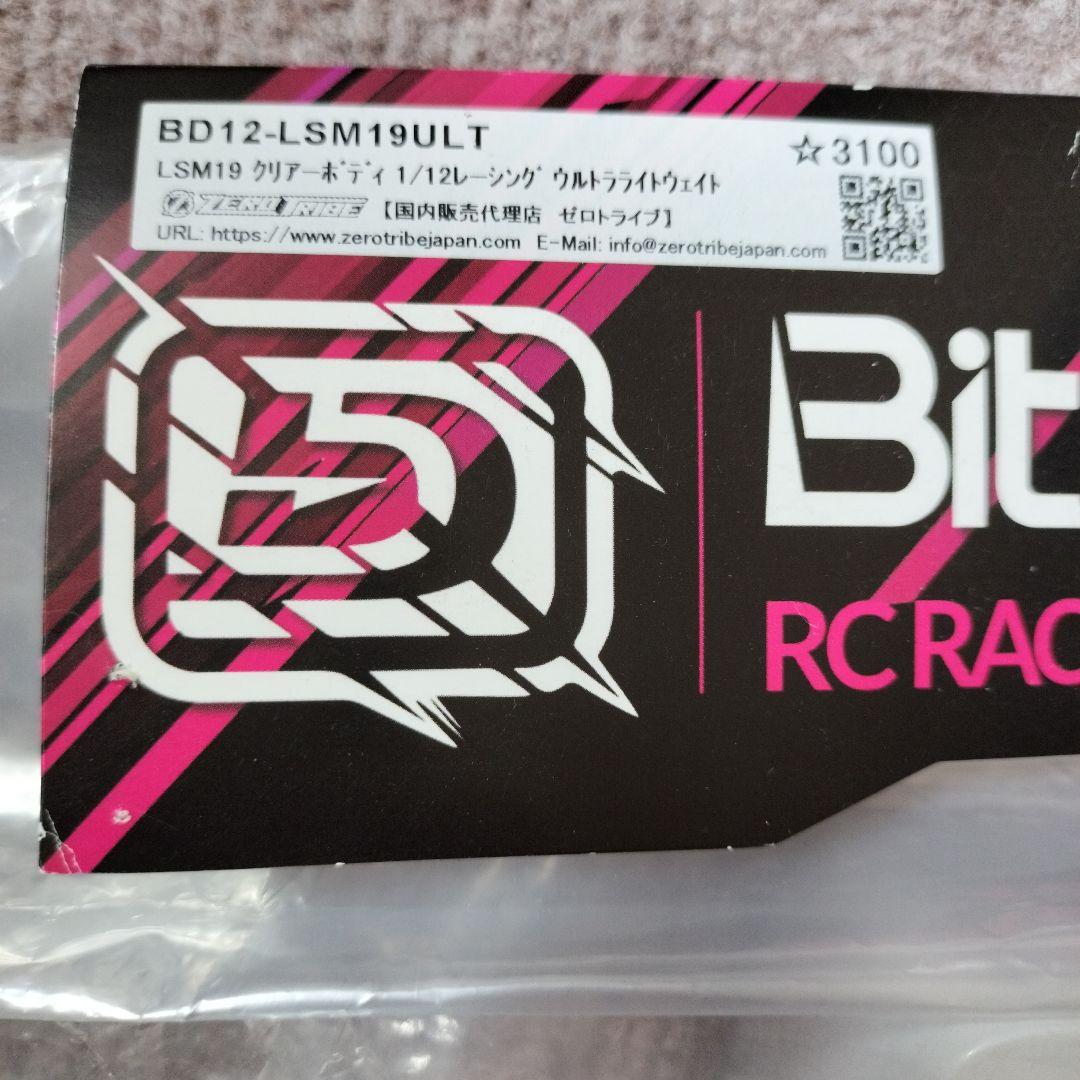 BD12-LSM19ULT ☆3100
LSM19 ｸﾘｱｰﾎﾞﾃﾞｨ 1/12ﾚｰｼﾝｸﾞ ｳﾙﾄﾗﾗｲﾄｳｪｲﾄ
ZEROTRIBE 【国内販売代理店 ゼロトライブ】
URL: https://www.zerotribejapan.com E-Mail: info@zerotribejapan.com
Bit
RC RAC